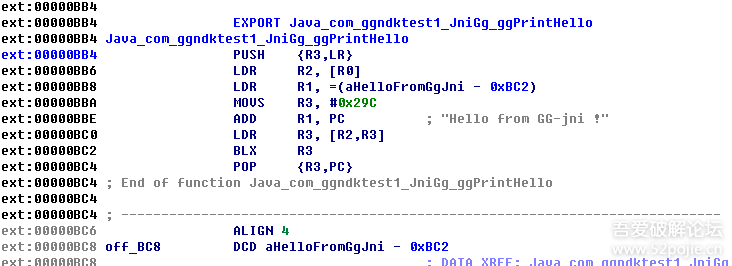 ext:00000BB4
ext:00000BB4 EXPORT Java_com_ggndktest1_JniGg_ggPrintHello
ext:00000BB4 Java_com_ggndktest1_JniGg_ggPrintHello
ext:00000BB4 PUSH {R3,LR}
ext:00000BB6 LDR R2, [R0]
ext:00000BB8 LDR R1, =(aHelloFromGgJni - 0xBC2)
ext:00000BBA MOVS R3, #0x29C
ext:00000BBE ADD R1, PC ; "Hello from GG-jni !"
ext:00000BC0 LDR R3, [R2,R3]
ext:00000BC2 BLX R3
ext:00000BC4 POP {R3,PC}
ext:00000BC4 ; End of function Java_com_ggndktest1_JniGg_ggPrintHello
ext:00000BC4
ext:00000BC4 ; ---------------------------------------------------------------------------
ext:00000BC6 ALIGN 4
ext:00000BC8 off_BC8 DCD aHelloFromGgJni - 0xBC2
ext:00000BC8 ; DATA XREF: Java_com_ggndktest1_JniGg
吾爱破解论坛
www.52pojie.cn